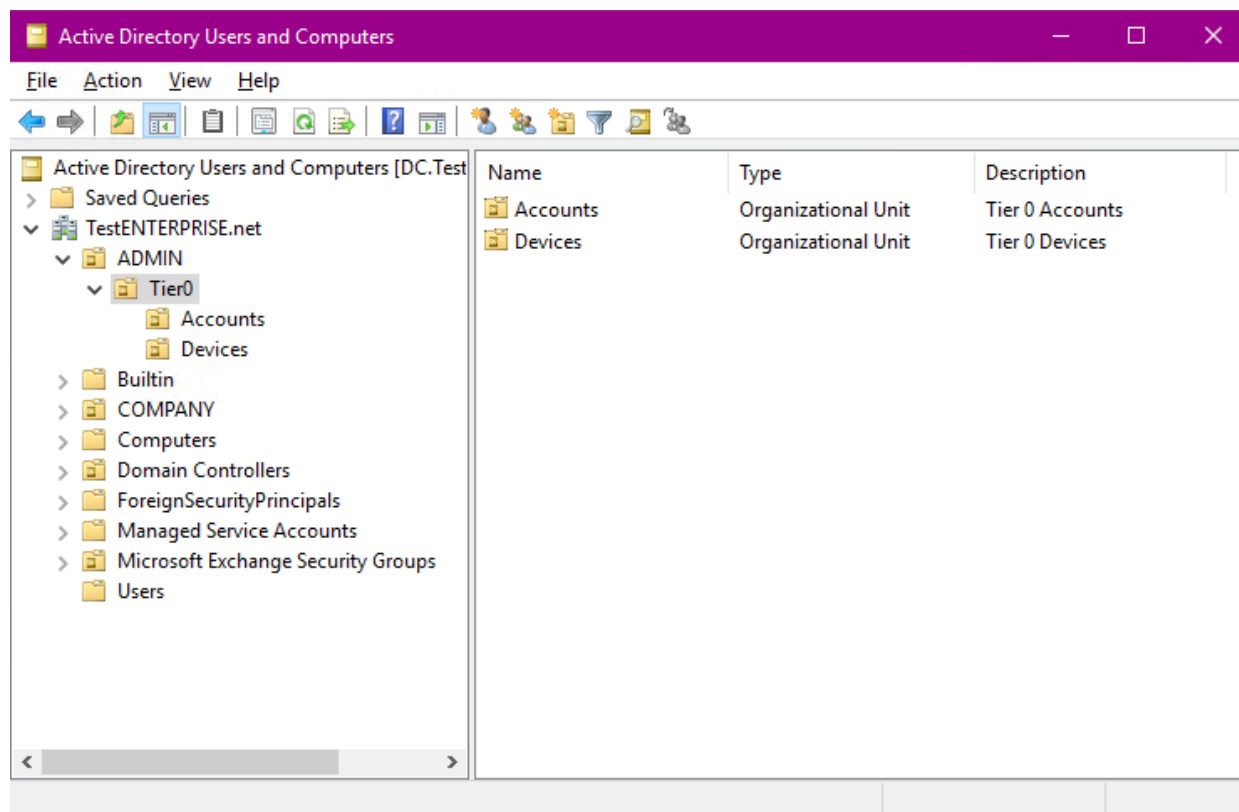 Active Directory Users and Computers
File Action View Help
Active Directory Users and Computers [DC.Test
Saved Queries
TestENTERPRISE.net
ADMIN
Tier0
Accounts
Devices
Builtin
COMPANY
Computers
Domain Controllers
ForeignSecurityPrincipals
Managed Service Accounts
Microsoft Exchange Security Groups
Users
Name Type Description
Accounts Organizational Unit Tier 0 Accounts
Devices Organizational Unit Tier 0 Devices